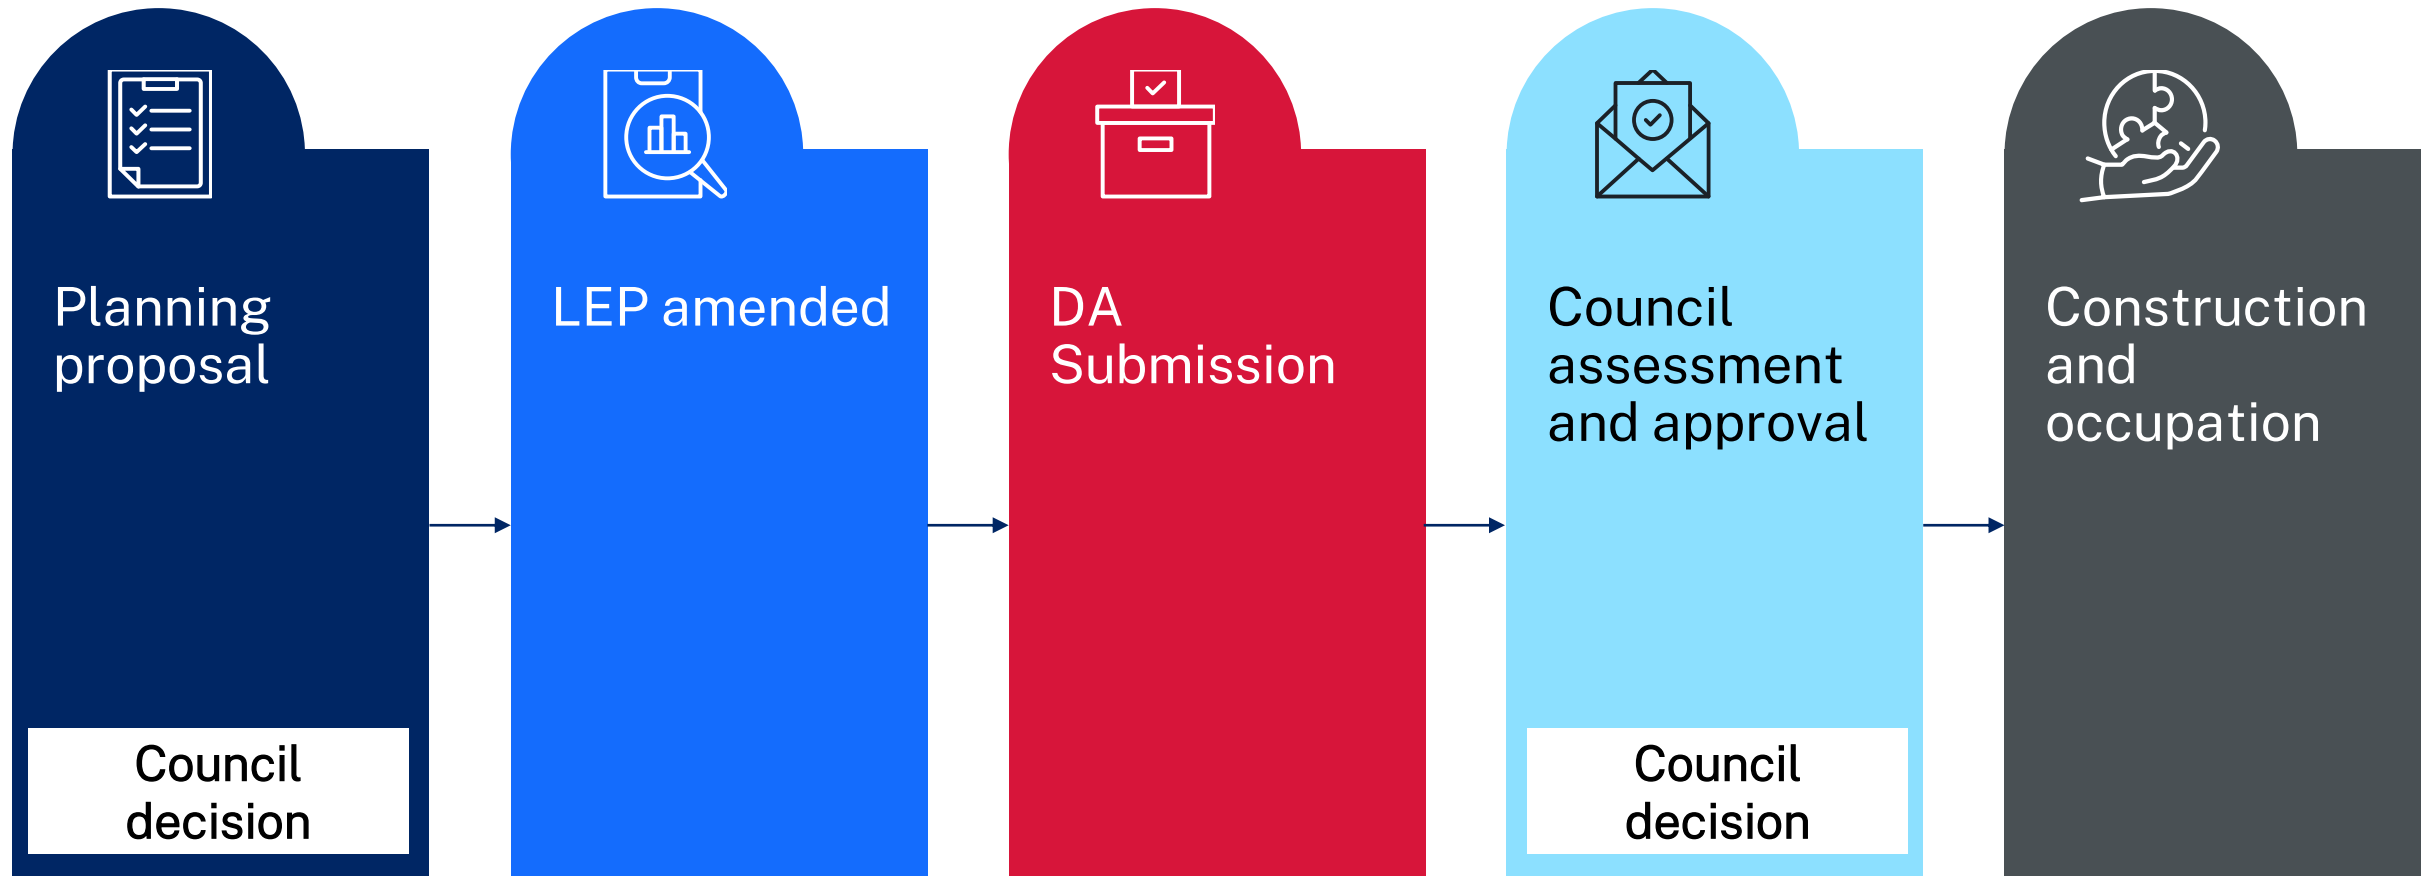 Planning
proposal
Council
decision
LEP amended
DA
Submission
Council
assessment
and approval
Council
decision
Construction
and
occupation